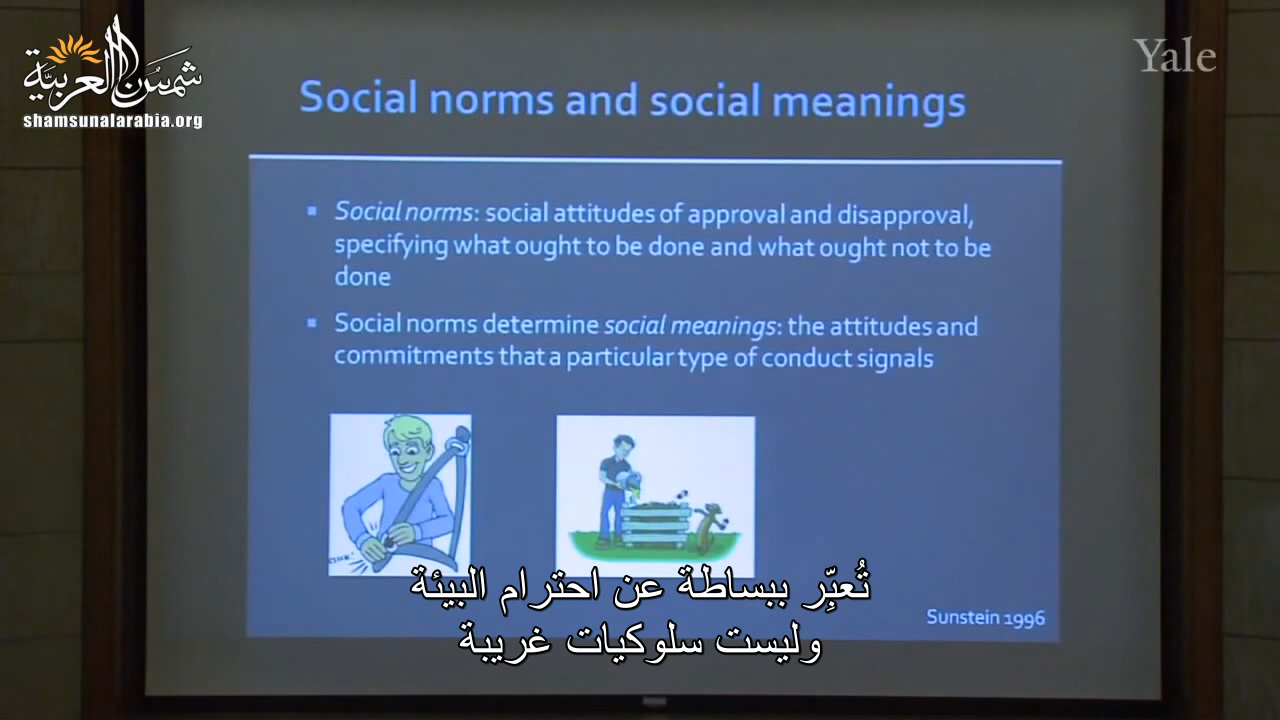 شمس العربية
shamsunalarabia.org
Yale
Social norms and social meanings
▪ Social norms: social attitudes of approval and disapproval,
specifying what ought to be done and what ought not to be
done
▪ Social norms determine social meanings: the attitudes and
commitments that a particular type of conduct signals
تُعبِّر ببساطة عن احترام البيئة
وليست سلوكيات غريبة
Sunstein 1996